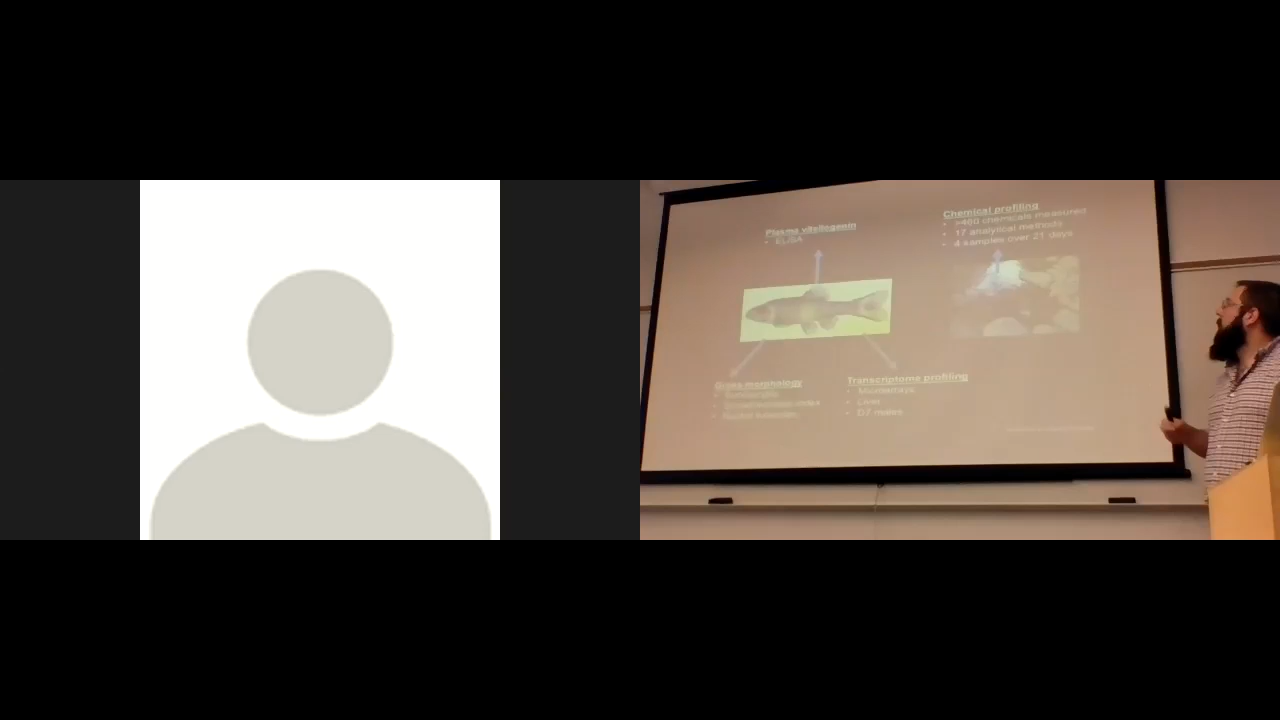 Plasma vitellogenin
• ELISA
Chemical profiling
• >400 chemicals measured
• 17 analytical methods
• 4 samples over 21 days
Gross morphology
Transcriptome profiling
• Microarrays
• Liver
• D7 males